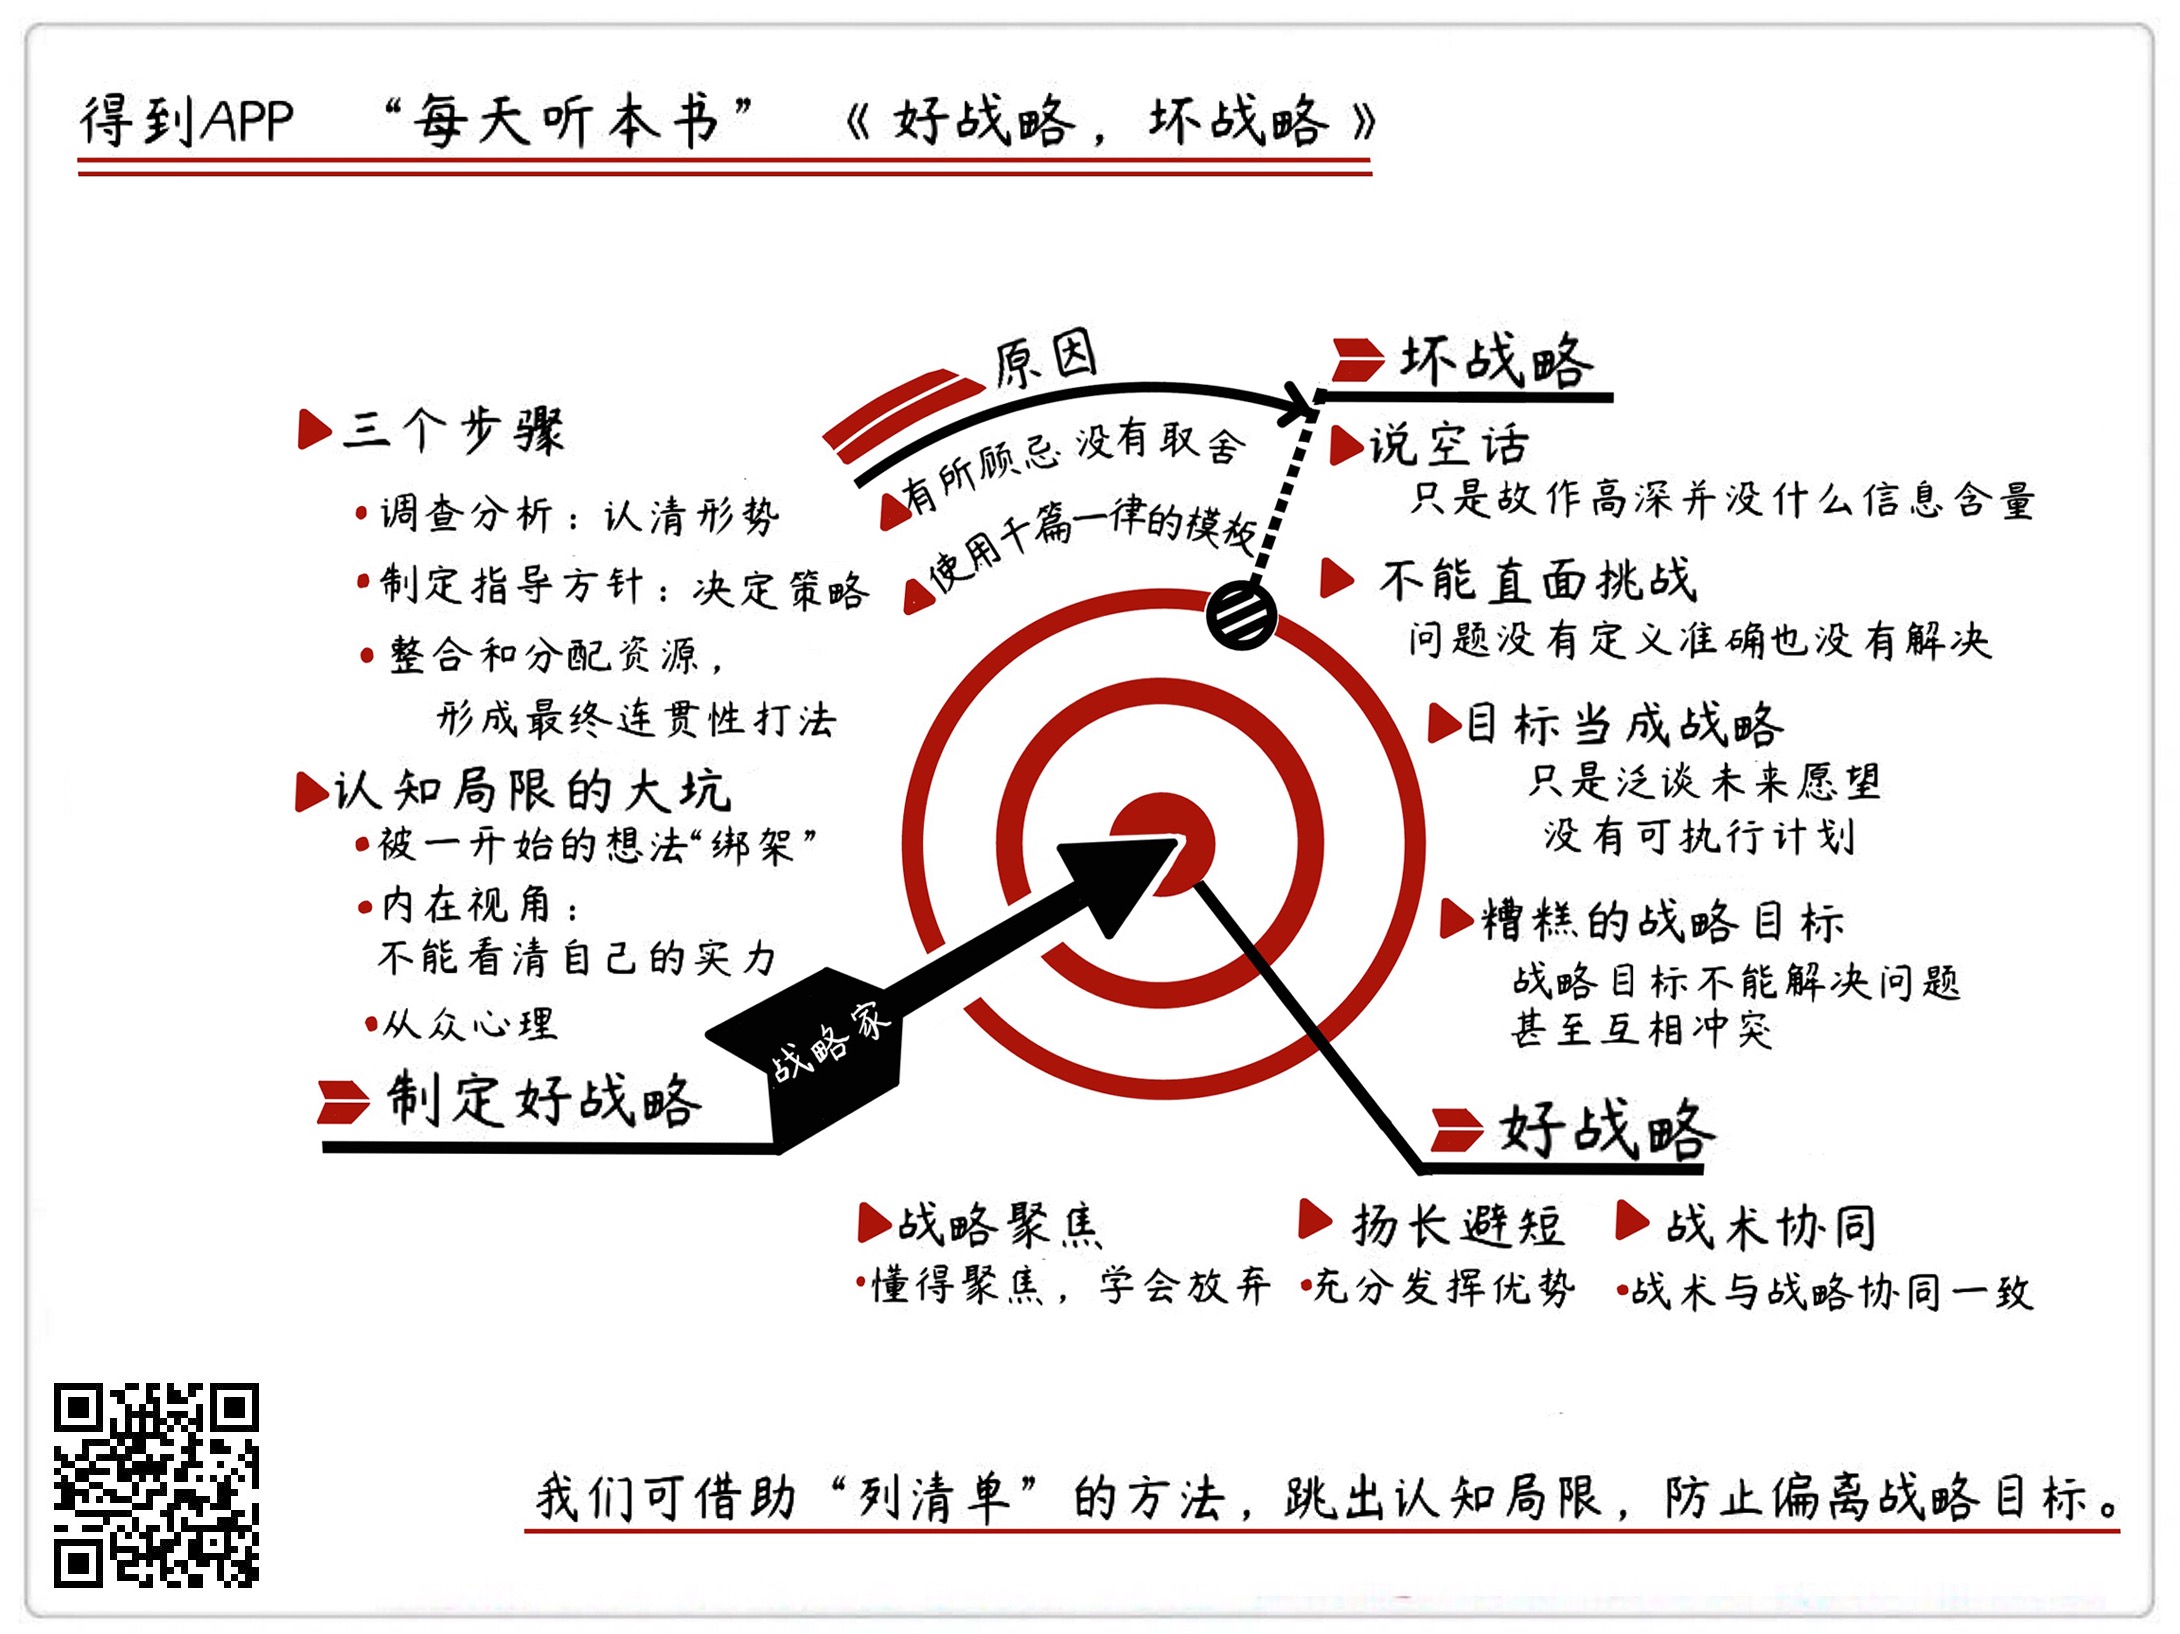 得到APP “每天听本书” 《好战略，坏战略》
三个步骤
•调查分析：认清形势
•制定指导方针：决定策略
•整合和分配资源，
形成最终连贯性打法
认知局限的大坑
•被一开始的想法“绑架”
•内在视角：
不能看清自己的实力
•从众心理
制定好战略
战略家
原因
有所顾忌 没有取舍
使用千篇一律的模板
坏战略
说空话
只是故作高深并没什么信息含量
不能直面挑战
问题没有定义准确也没有解决
目标当成战略
只是泛谈未来愿望
没有可执行计划
糟糕的战略目标
战略目标不能解决问题
甚至互相冲突
好战略
战略聚焦
•懂得聚焦，学会放弃
扬长避短
•充分发挥优势
战术协同
•战术与战略协同一致
我们可借助“列清单”的方法，跳出认知局限，防止偏离战略目标。